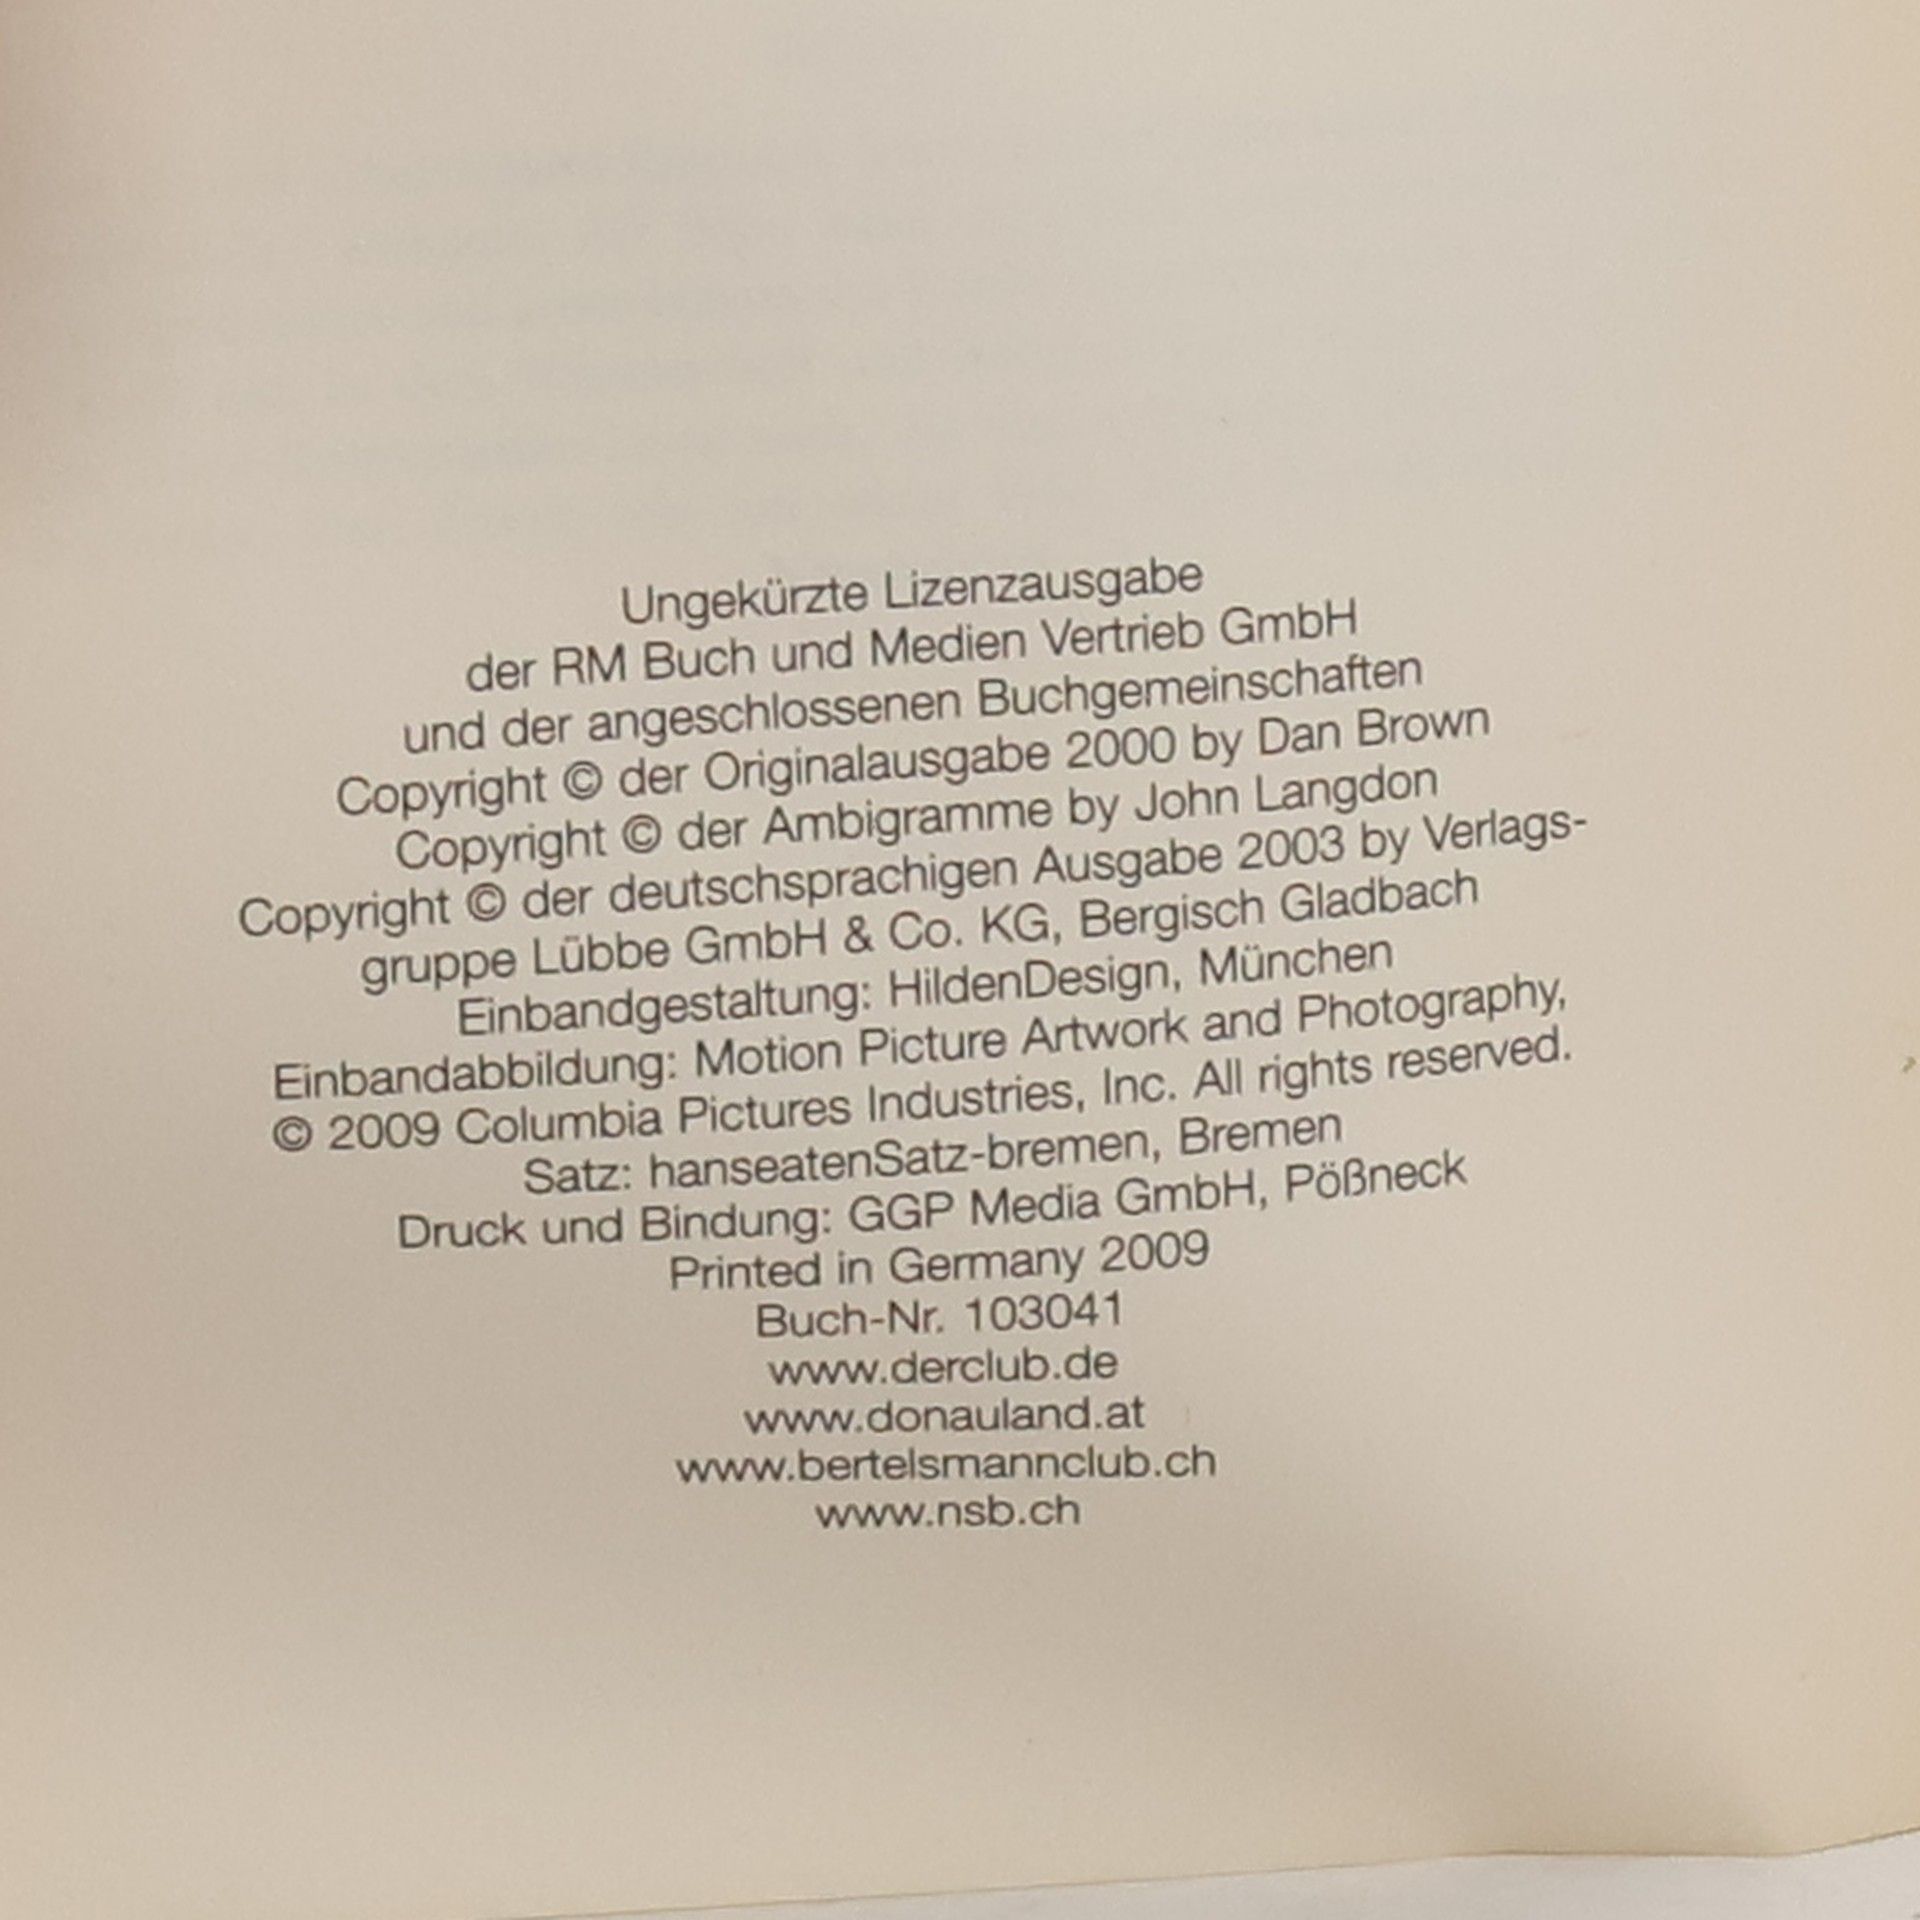 Ungekürzte Lizenzausgabe
der RM Buch und Medien Vertrieb GmbH
und der angeschlossenen Buchgemeinschaften
Copyright © der Originalausgabe 2000 by Dan Brown
Copyright © der Ambigramme by John Langdon
Copyright © der deutschsprachigen Ausgabe 2003 by Verlags-
gruppe Lübbe GmbH & Co. KG, Bergisch Gladbach
Einbandgestaltung: HildenDesign, München
Einbandabbildung: Motion Picture Artwork and Photography,
© 2009 Columbia Pictures Industries, Inc. All rights reserved.
Satz: hanseatenSatz-bremen, Bremen
Druck und Bindung: GGP Media GmbH, Pößneck
Printed in Germany 2009
Buch-Nr. 103041
www.derclub.de
www.donauland.at
www.bertelsmannclub.ch
www.nsb.ch